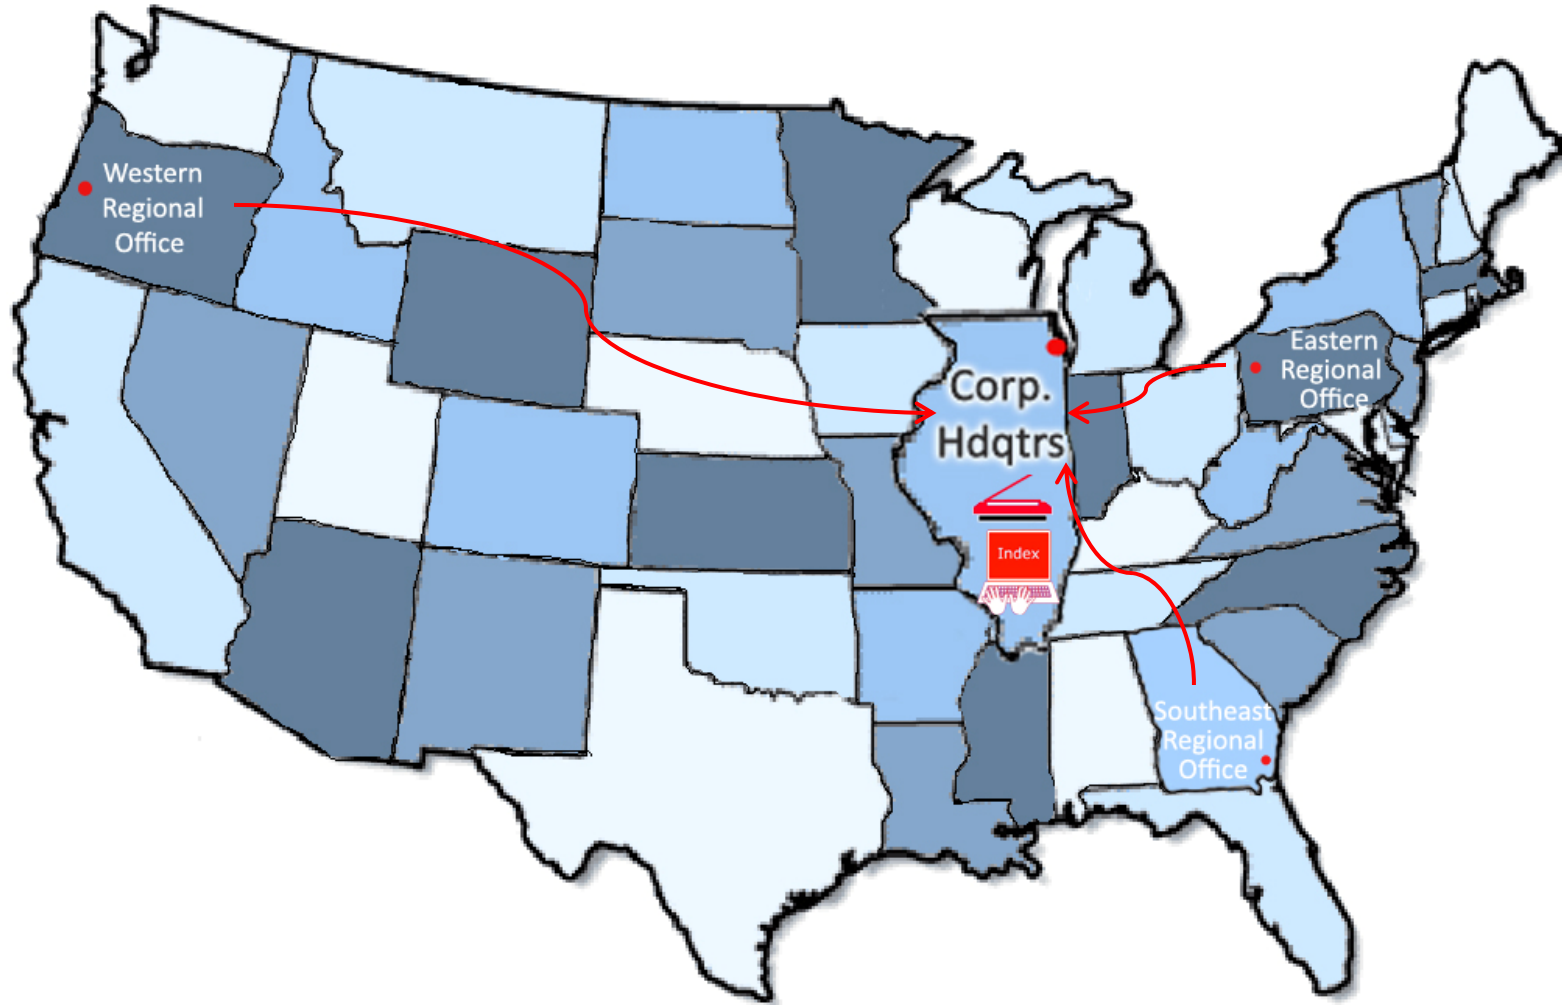 Western
Regional
Office
Eastern
Regional
Office
Corp.
Hdqtrs
Index
Southeast
Regional
Office